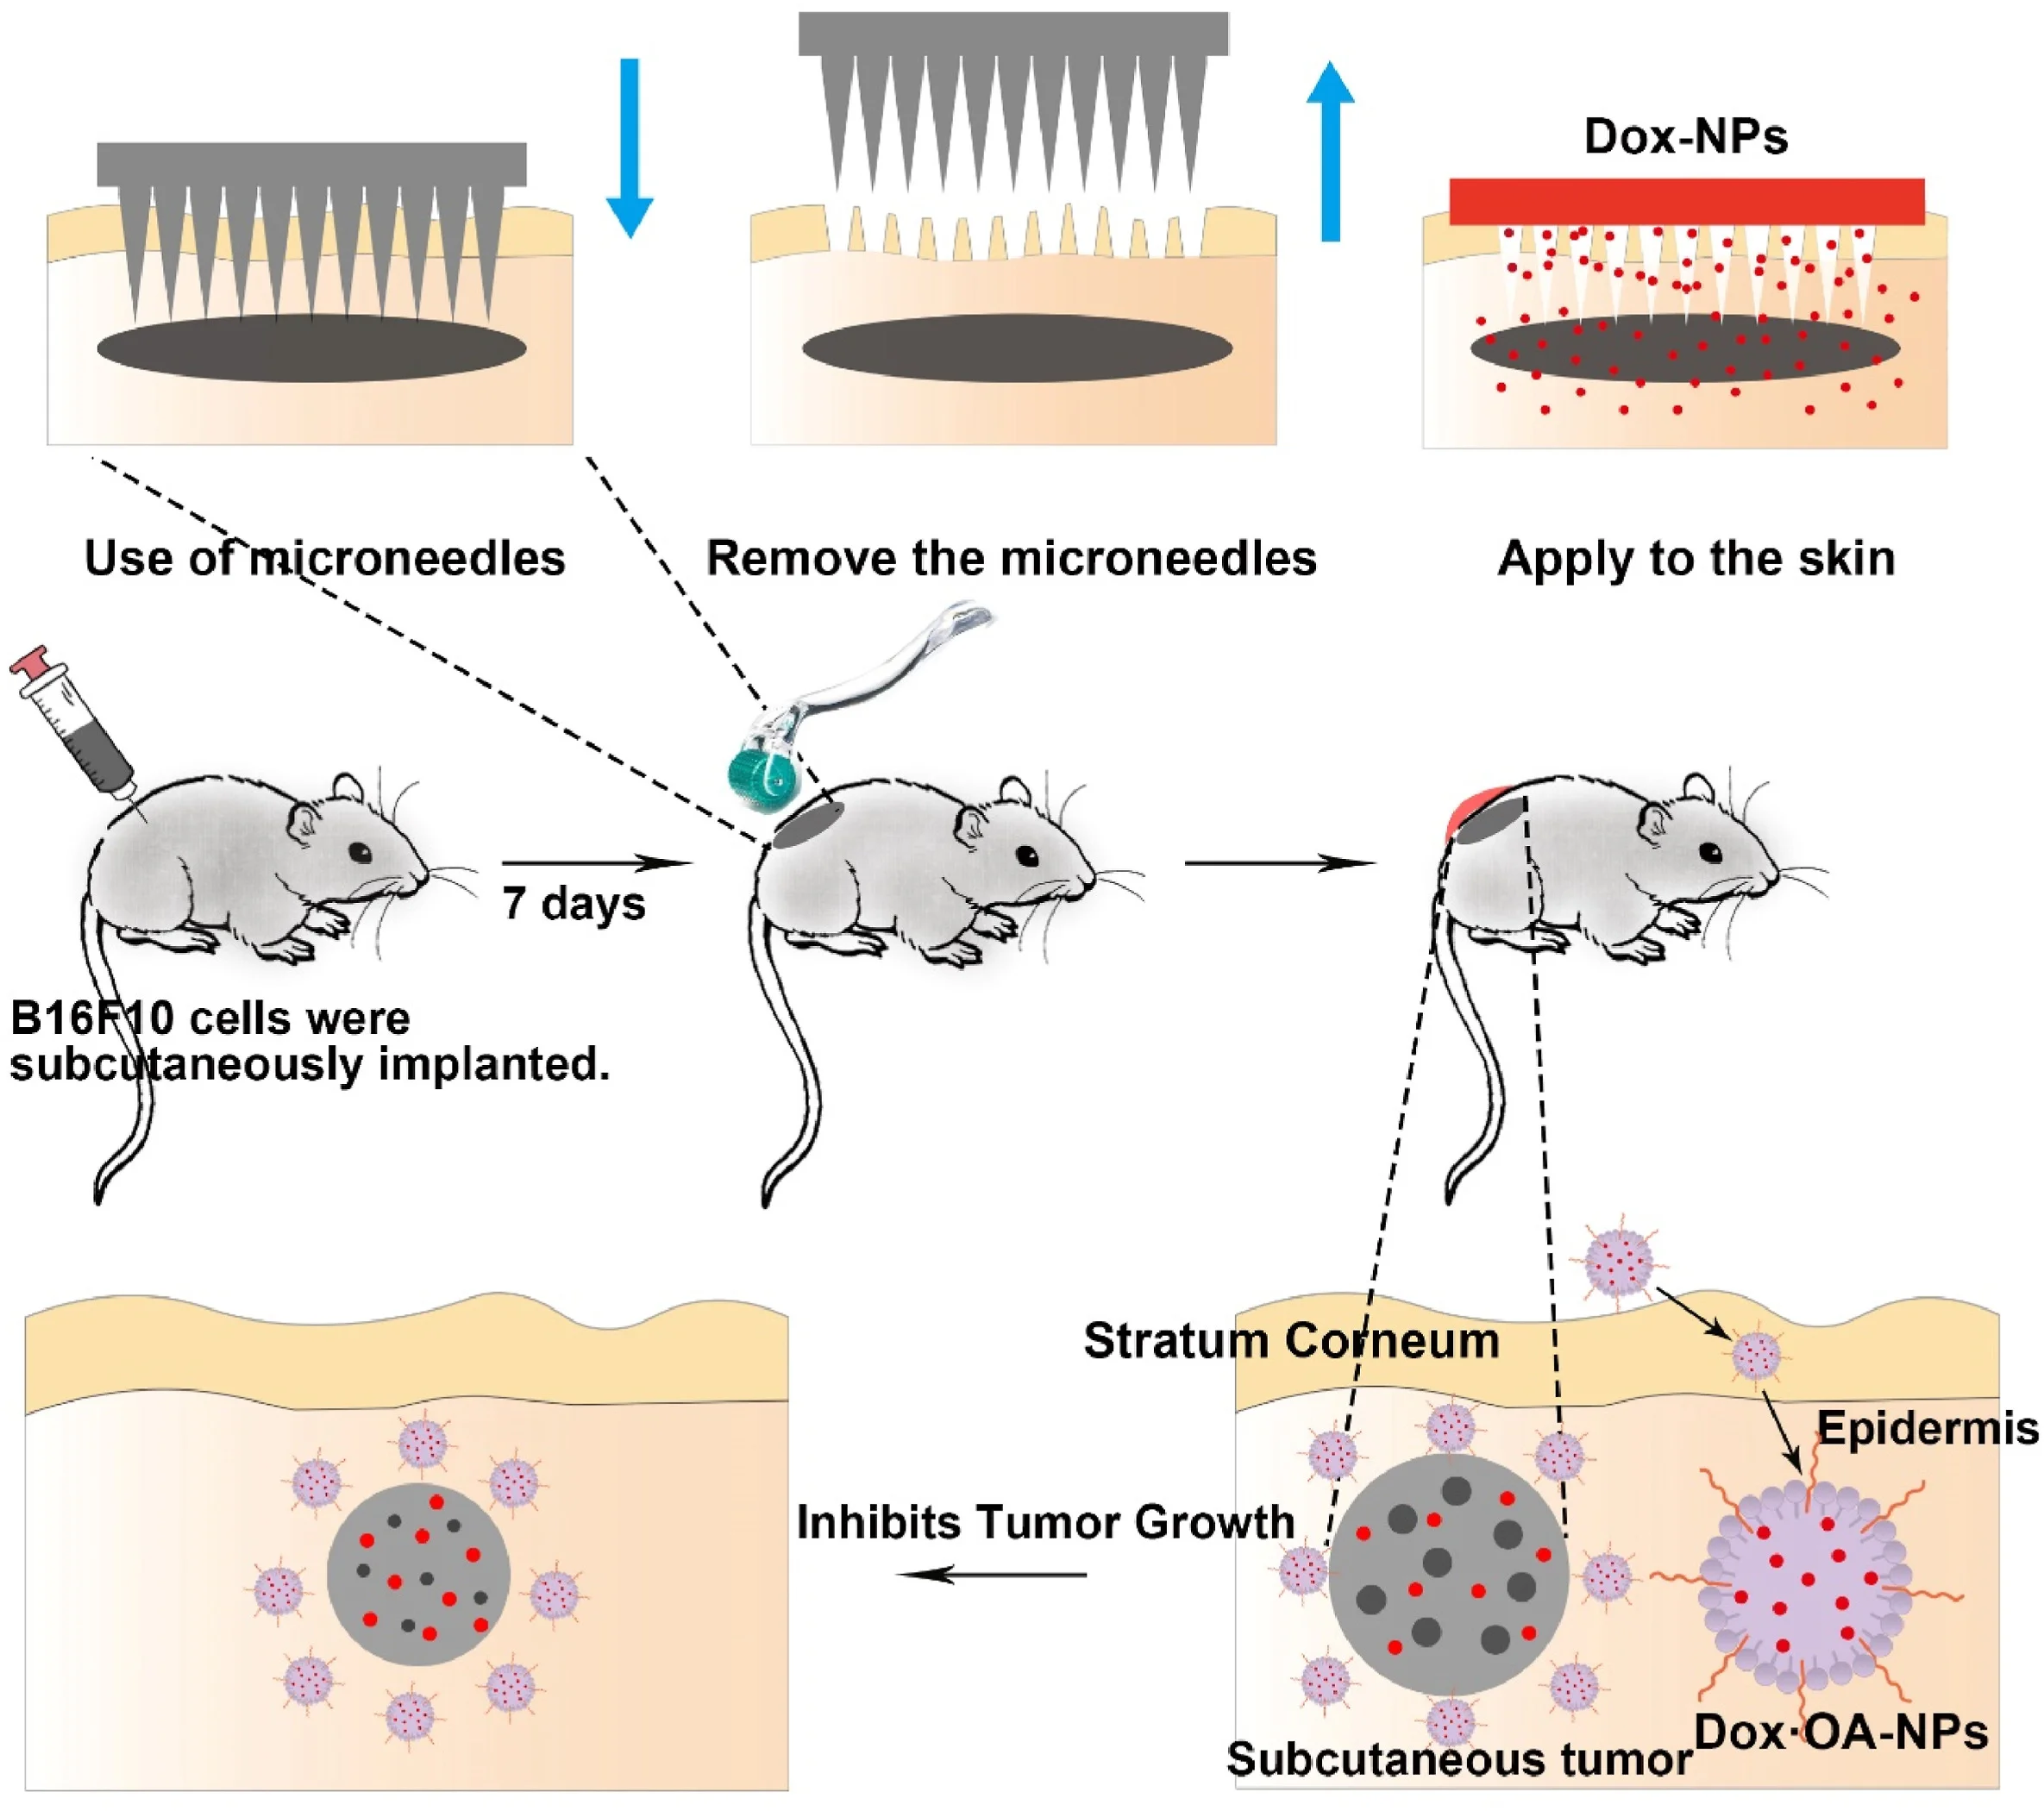 Dox-NPs
Use of microneedles
Remove the microneedles
Apply to the skin
7 days
B16F10 cells were
subcutaneously implanted.
Stratum Corneum
Epidermis
Inhibits Tumor Growth
Dox·OA-NPs
Subcutaneous tumor